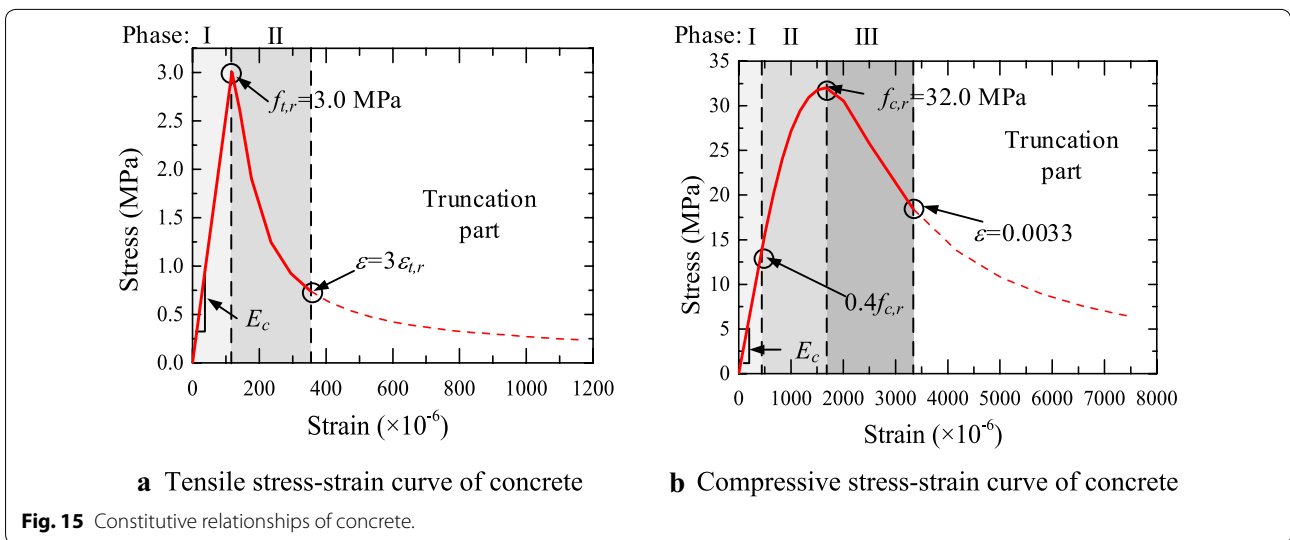 Phase: I II
Stress (MPa)
3.0
2.5
2.0
1.5
1.0
0.5
0.0
f_{t,r}=3.0 MPa
Truncation
part
ε=3ε_{t,r}
E_c
0 200 400 600 800 1000 1200
Strain (×10^{-6})
a Tensile stress-strain curve of concrete
Phase: I II III
Stress (MPa)
35
30
25
20
15
10
5
0
f_{c,r}=32.0 MPa
Truncation
part
ε=0.0033
0.4f_{c,r}
E_c
0 1000 2000 3000 4000 5000 6000 7000 8000
Strain (×10^{-6})
b Compressive stress-strain curve of concrete
Fig. 15 Constitutive relationships of concrete.